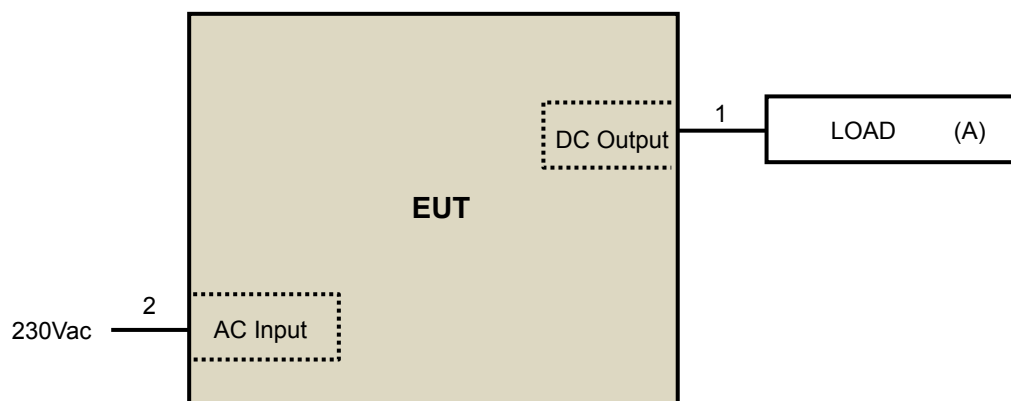 1
LOAD (A)
DC Output
EUT
2
230Vac
AC Input